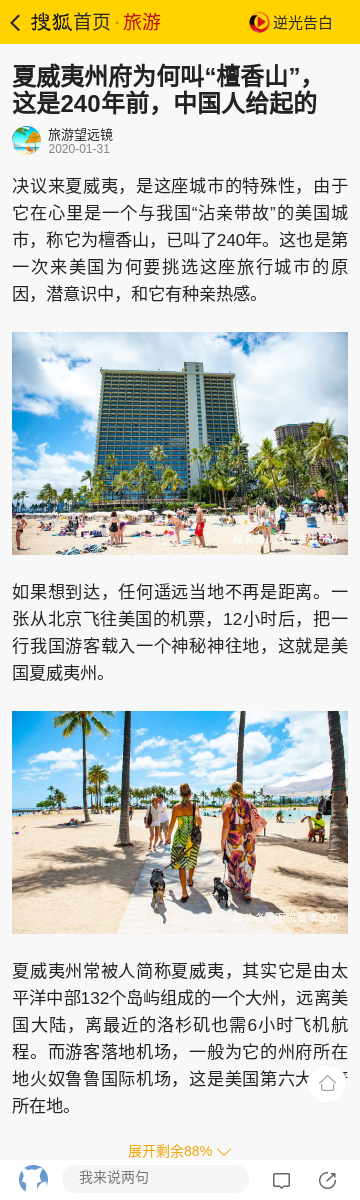 搜狐首页 · 旅游
逆光告白
夏威夷州府为何叫“檀香山”，
这是240年前，中国人给起的
旅游望远镜
2020-01-31
决议来夏威夷，是这座城市的特殊性，由于
它在心里是一个与我国“沾亲带故”的美国城
市，称它为檀香山，已叫了240年。这也是第
一次来美国为何要挑选这座旅行城市的原
因，潜意识中，和它有种亲热感。
如果想到达，任何遥远当地不再是距离。一
张从北京飞往美国的机票，12小时后，把一
行我国游客载入一个神秘神往地，这就是美
国夏威夷州。
夏威夷州常被人简称夏威夷，其实它是由太
平洋中部132个岛屿组成的一个大州，远离美
国大陆，离最近的洛杉矶也需6小时飞机航
程。而游客落地机场，一般为它的州府所在
地火奴鲁鲁国际机场，这是美国第六大
所在地。
展开剩余88%
我来说两句